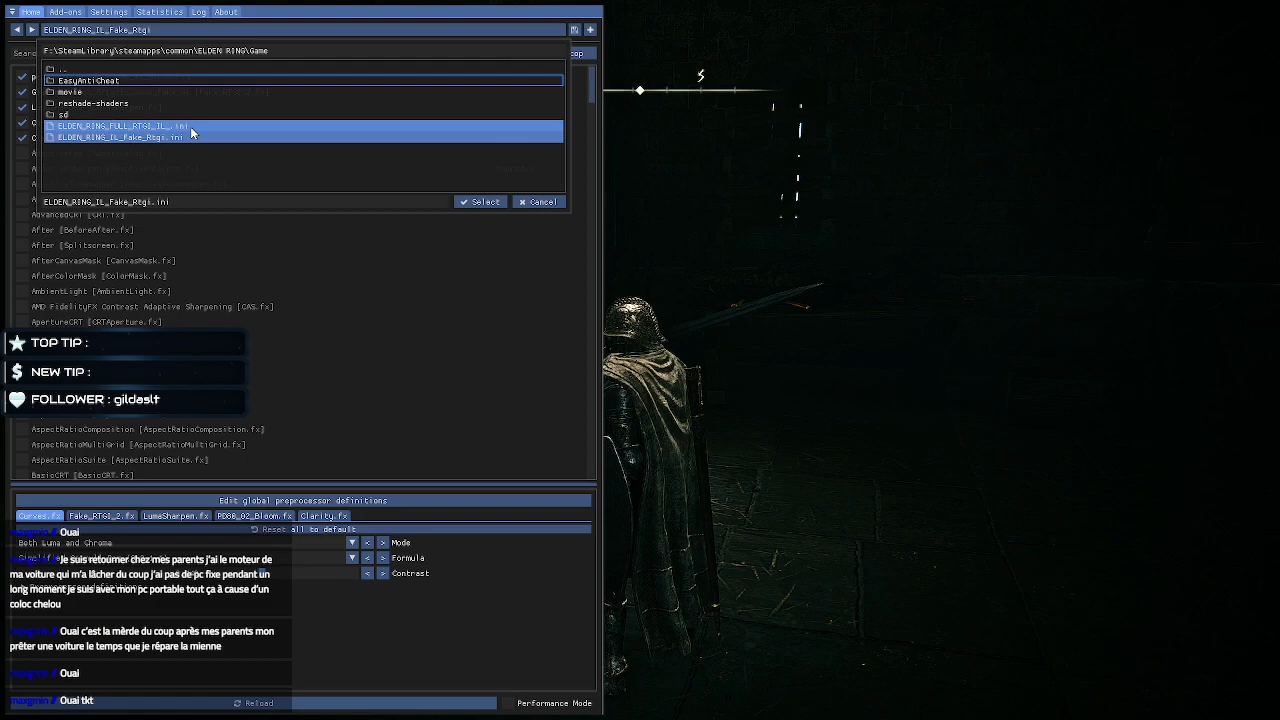 Home Add-ons Settings Statistics Log About
ELDEN_RING_IL_Fake_Rtgi
F:\SteamLibrary\steamapps\common\ELDEN RING\Game
..
EasyAntiCheat
movie
reshade-shaders
sd
ELDEN_RING_FULL_RTGI_IL_.ini
ELDEN_RING_IL_Fake_Rtgi.ini
ELDEN_RING_IL_Fake_Rtgi.ini Select Cancel
AdvancedCRT [CRT.fx]
After [BeforeAfter.fx]
After [Splitscreen.fx]
AfterCanvasMask [CanvasMask.fx]
AfterColorMask [ColorMask.fx]
AmbientLight [AmbientLight.fx]
AMD FidelityFX Contrast Adaptive Sharpening [CAS.fx]
ApertureCRT [CRTAperture.fx]
TOP TIP :
NEW TIP :
FOLLOWER : gildaslt
AspectRatioComposition [AspectRatioComposition.fx]
AspectRatioMultiGrid [AspectRatioMultiGrid.fx]
AspectRatioSuite [AspectRatioSuite.fx]
BasicCRT [BasicCRT.fx]
Edit global preprocessor definitions
Curves.fx Fake_RTGI_2.fx LumaSharpen.fx PD80_02_Bloom.fx Clarity.fx
Reset all to default
Both Luma and Chroma < > Mode
< > Formula
< > Contrast
maxgmin // Ouai
Je suis retourner chez mes parents j'ai le moteur de
ma voiture qui m'a lâcher du coup j'ai pas de pc fixe pendant un
long moment je suis avec mon pc portable tout ça à cause d'un
coloc chelou
maxgmin // Ouai c'est la mèrde du coup après mes parents mon
prêter une voiture le temps que je répare la mienne
maxgmin // Ouai
maxgmin // Ouai tkt
Reload Performance Mode